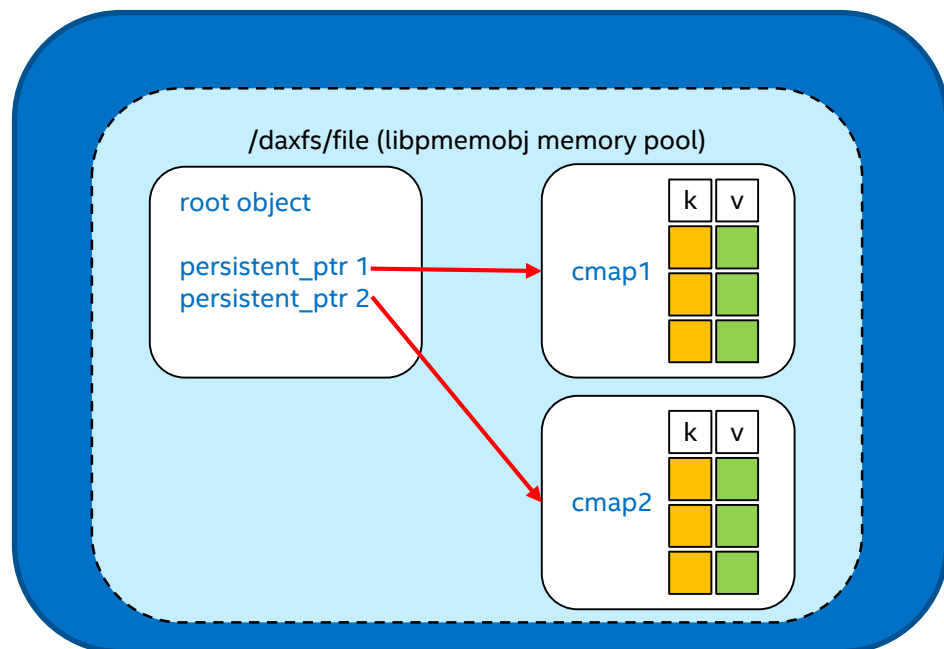 /daxfs/file (libpmemobj memory pool)
root object
persistent_ptr 1
persistent_ptr 2
cmap1
k v
cmap2
k v